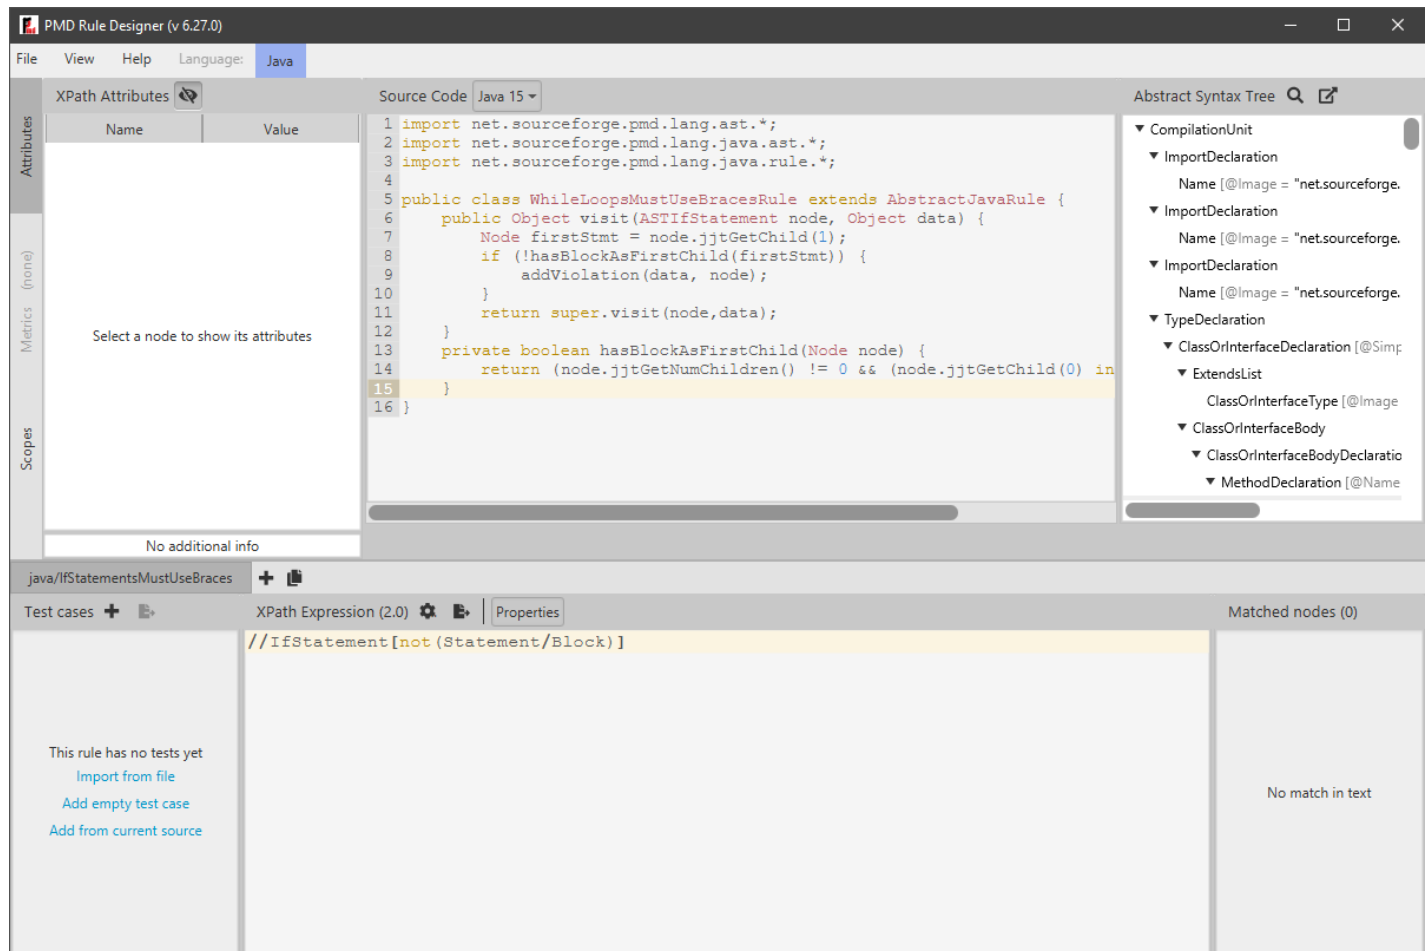 PMD Rule Designer (v 6.27.0)
File View Help Language: Java
Attributes
Metrics (none)
Scopes
XPath Attributes
Name Value
Select a node to show its attributes
No additional info
Source Code Java 15
1 import net.sourceforge.pmd.lang.ast.*;
2 import net.sourceforge.pmd.lang.java.ast.*;
3 import net.sourceforge.pmd.lang.java.rule.*;
4
5 public class WhileLoopsMustUseBracesRule extends AbstractJavaRule {
6     public Object visit(ASTIfStatement node, Object data) {
7         Node firstStmt = node.jjtGetChild(1);
8         if (!hasBlockAsFirstChild(firstStmt)) {
9             addViolation(data, node);
10         }
11         return super.visit(node,data);
12     }
13     private boolean hasBlockAsFirstChild(Node node) {
14         return (node.jjtGetNumChildren() != 0 && (node.jjtGetChild(0) in
15     }
16 }
Abstract Syntax Tree
CompilationUnit
ImportDeclaration
Name [@Image = "net.sourceforge.
ImportDeclaration
Name [@Image = "net.sourceforge.
ImportDeclaration
Name [@Image = "net.sourceforge.
TypeDeclaration
ClassOrInterfaceDeclaration [@Simp
ExtendsList
ClassOrInterfaceType [@Image
ClassOrInterfaceBody
ClassOrInterfaceBodyDeclaratio
MethodDeclaration [@Name
java/IfStatementsMustUseBraces
Test cases
This rule has no tests yet
Import from file
Add empty test case
Add from current source
XPath Expression (2.0) Properties
//IfStatement[not(Statement/Block)]
Matched nodes (0)
No match in text